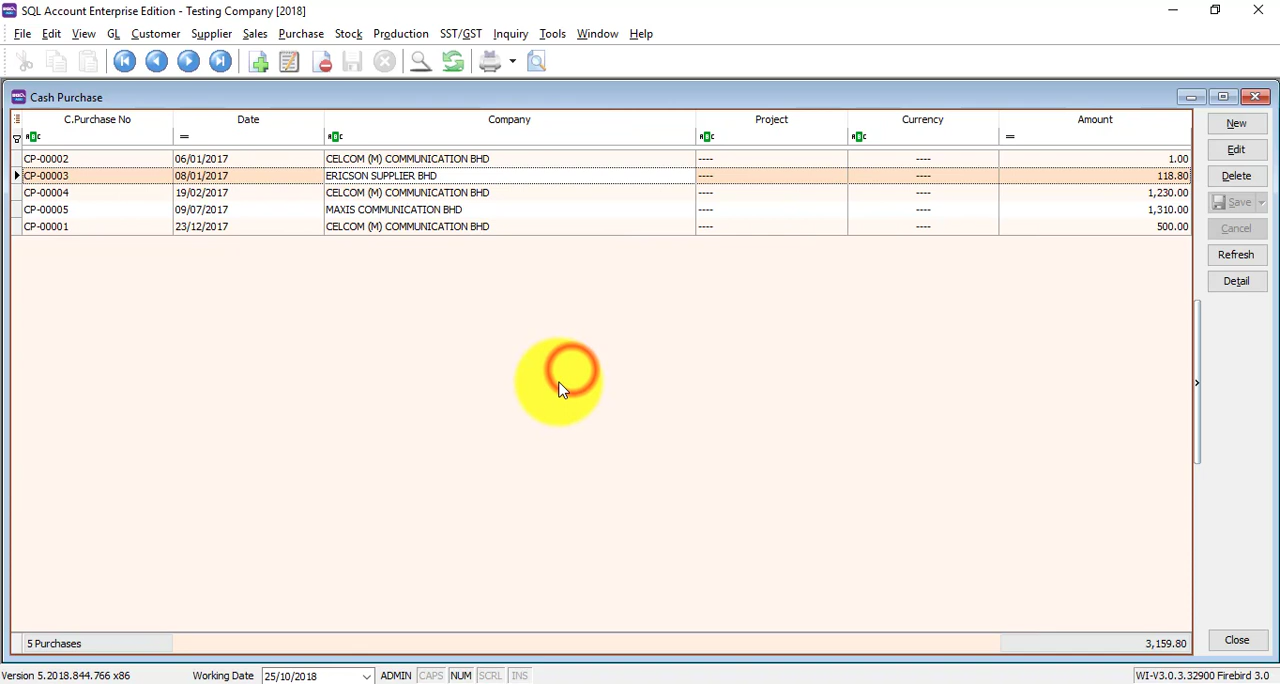 SQL Account Enterprise Edition - Testing Company [2018]
File Edit View GL Customer Supplier Sales Purchase Stock Production SST/GST Inquiry Tools Window Help
Cash Purchase
C.Purchase No Date Company Project Currency Amount
CP-00002 06/01/2017 CELCOM (M) COMMUNICATION BHD ---- ---- 1.00
CP-00003 08/01/2017 ERICSON SUPPLIER BHD ---- ---- 118.80
CP-00004 19/02/2017 CELCOM (M) COMMUNICATION BHD ---- ---- 1,230.00
CP-00005 09/07/2017 MAXIS COMMUNICATION BHD ---- ---- 1,310.00
CP-00001 23/12/2017 CELCOM (M) COMMUNICATION BHD ---- ---- 500.00
New
Edit
Delete
Save
Cancel
Refresh
Detail
Close
5 Purchases 3,159.80
Version 5.2018.844.766 x86 Working Date 25/10/2018 ADMIN CAPS NUM SCRL INS WI-V3.0.3.32900 Firebird 3.0